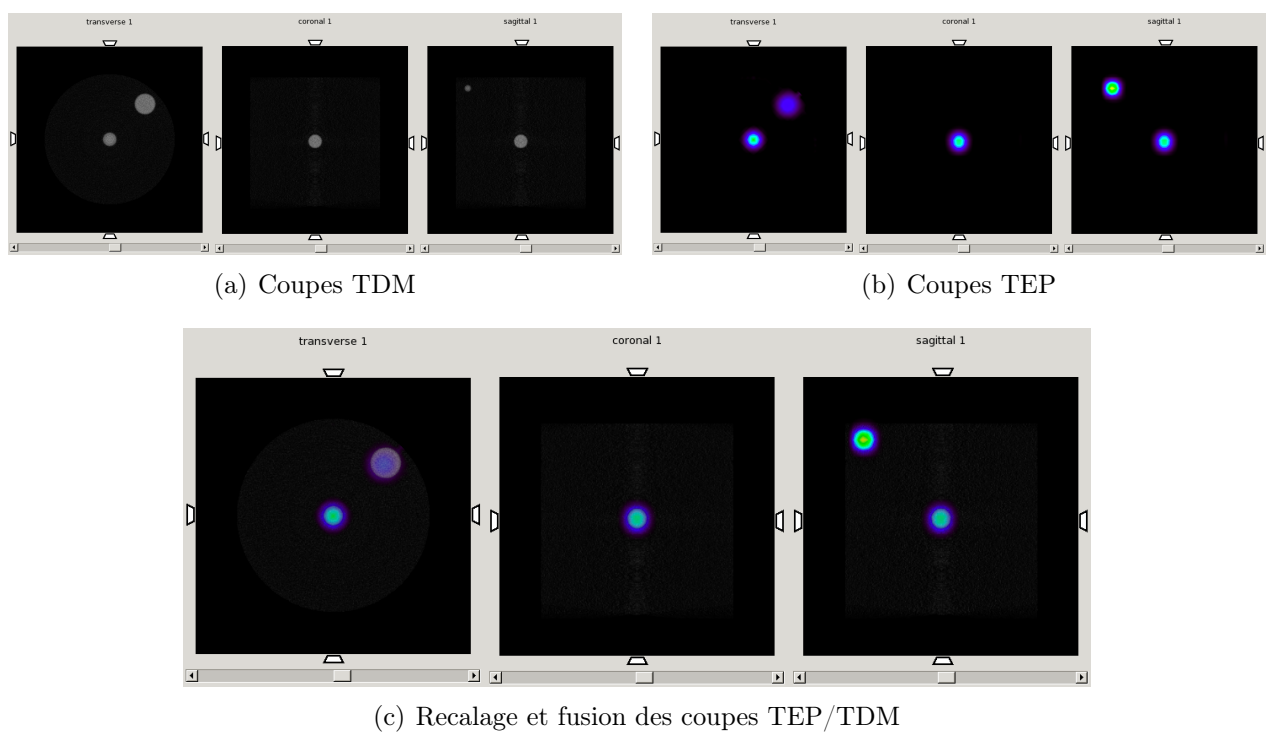 transverse 1 coronal 1 sagittal 1
transverse 1 coronal 1 sagittal 1
(a) Coupes TDM
(b) Coupes TEP
transverse 1 coronal 1 sagittal 1
(c) Recalage et fusion des coupes TEP/TDM